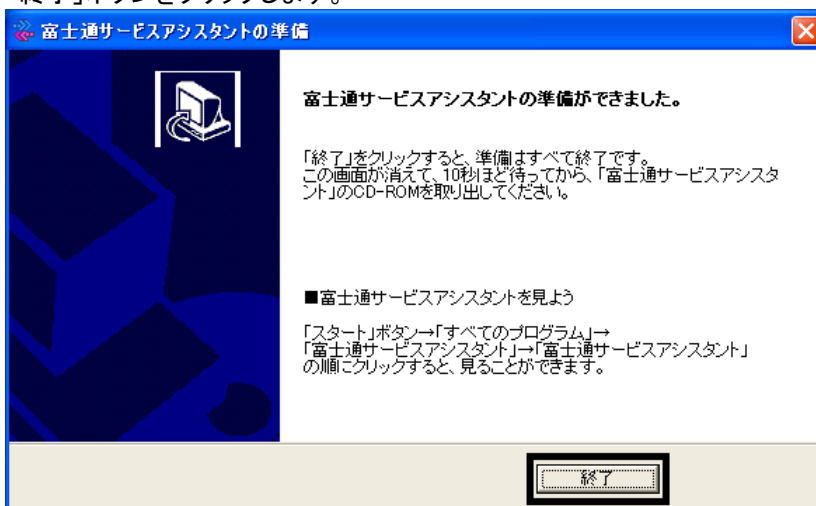 「終了」ボタンをクリックします。
富士通サービスアシスタントの準備
富士通サービスアシスタントの準備ができました。
「終了」をクリックすると、準備はすべて終了です。
この画面が消えて、10秒ほど待ってから、「富士通サービスアシスタ
ント」のCD-ROMを取り出してください。
■富士通サービスアシスタントを見よう
「スタート」ボタン→「すべてのプログラム」→
「富士通サービスアシスタント」→「富士通サービスアシスタント」
の順にクリックすると、見ることができます。
終了